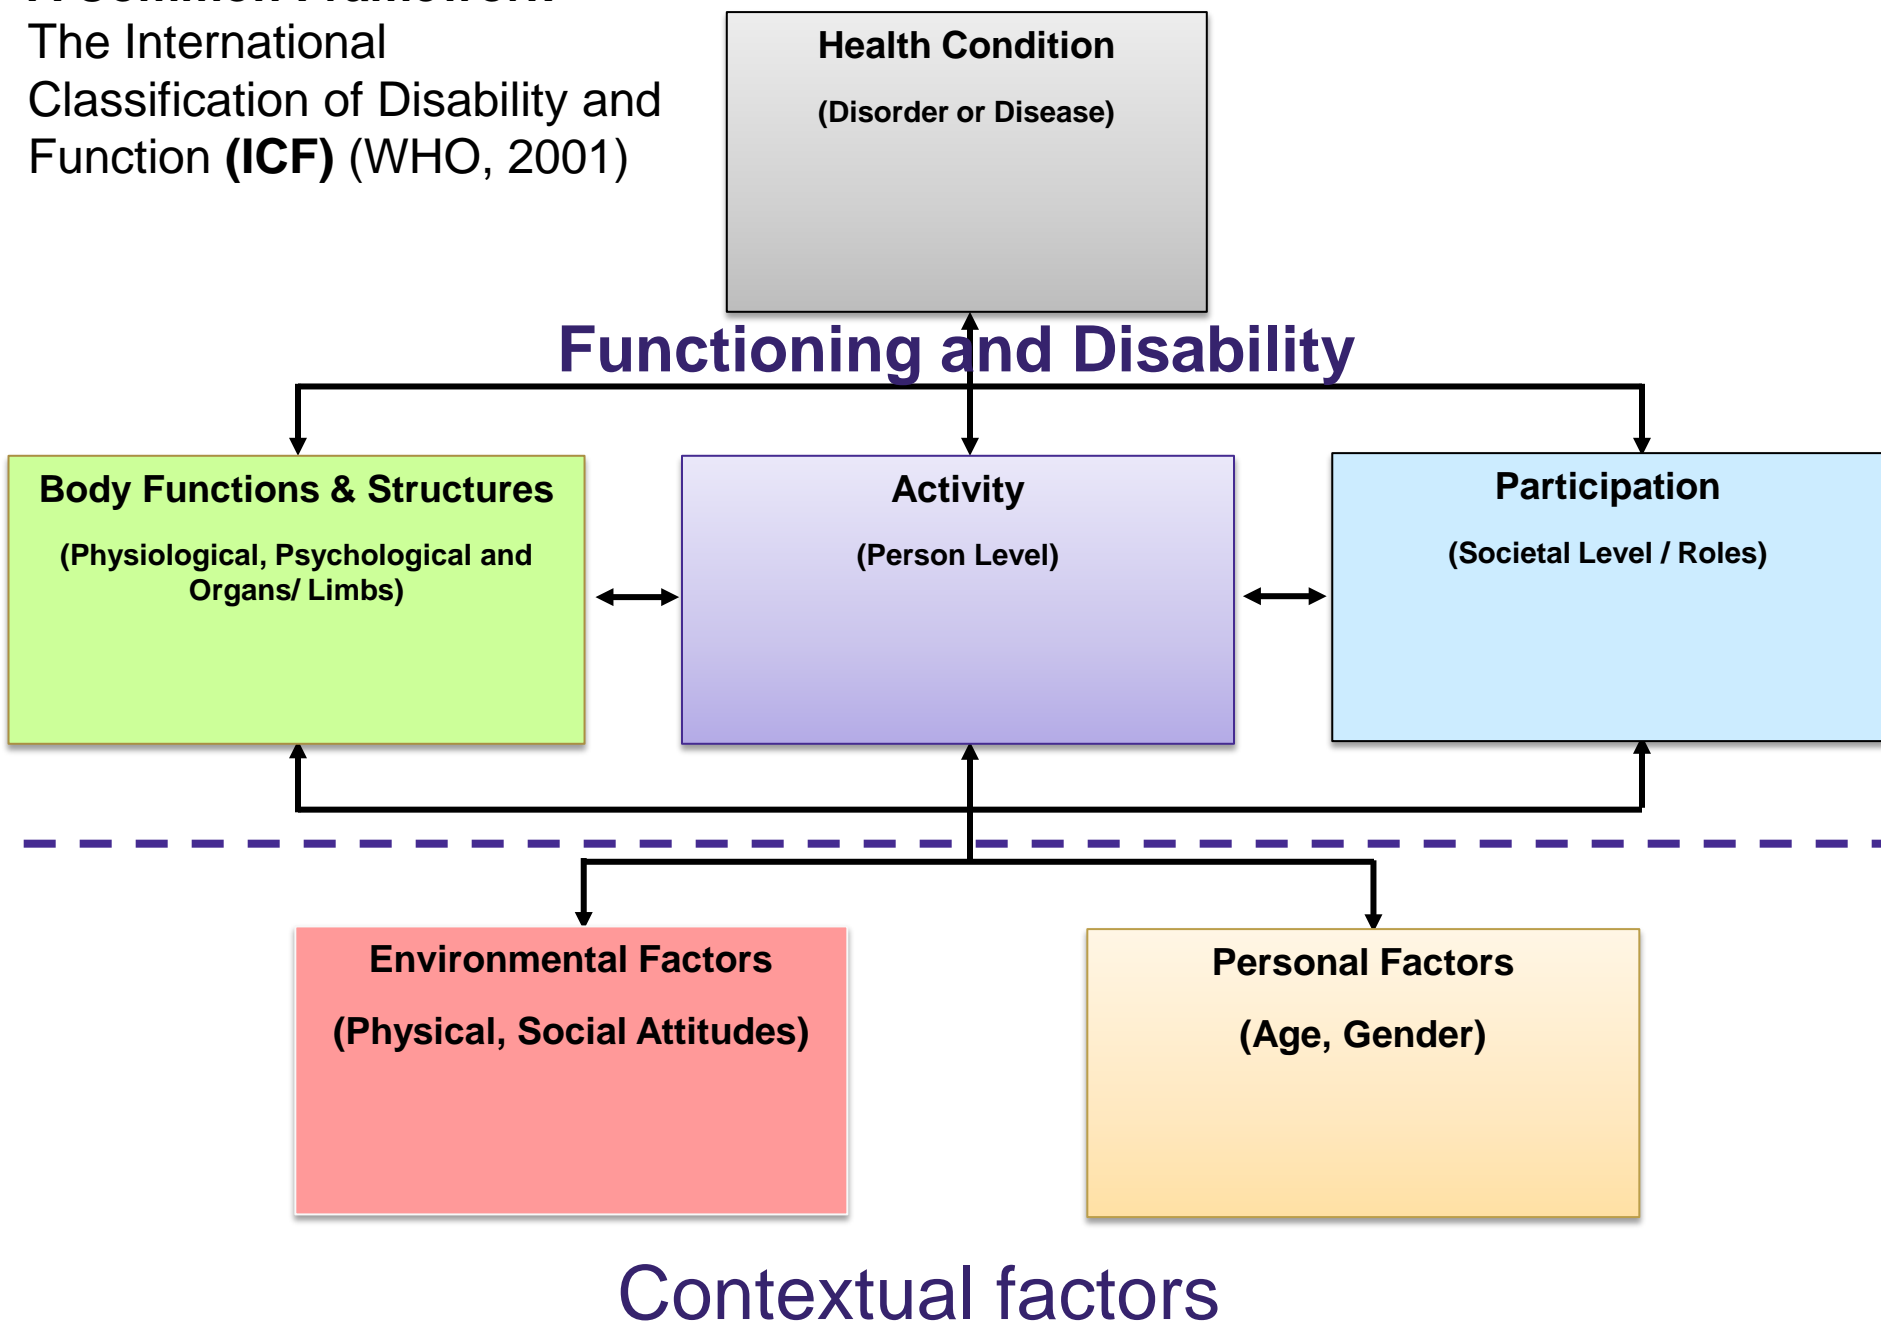 The International
Classification of Disability and
Function (ICF) (WHO, 2001)
Health Condition
(Disorder or Disease)
Functioning and Disability
Body Functions & Structures
(Physiological, Psychological and
Organs/ Limbs)
Activity
(Person Level)
Participation
(Societal Level / Roles)
Environmental Factors
(Physical, Social Attitudes)
Personal Factors
(Age, Gender)
Contextual factors